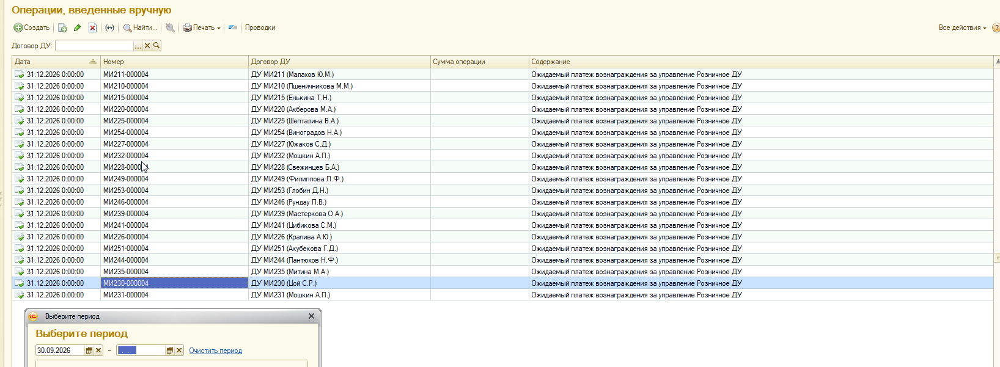 Операции, введенные вручную
Создать Найти... Печать Проводки Все действия
Договор ДУ:
Дата Номер Договор ДУ Сумма операции Содержание
31.12.2026 0:00:00 МИ211-000004 ДУ МИ211 (Малахов Ю.М.) Ожидаемый платеж вознаграждения за управление Розничное ДУ
31.12.2026 0:00:00 МИ210-000004 ДУ МИ210 (Пшеничникова М.М.) Ожидаемый платеж вознаграждения за управление Розничное ДУ
31.12.2026 0:00:00 МИ215-000004 ДУ МИ215 (Енькина Т.Н.) Ожидаемый платеж вознаграждения за управление Розничное ДУ
31.12.2026 0:00:00 МИ220-000004 ДУ МИ220 (Акберова М.А.) Ожидаемый платеж вознаграждения за управление Розничное ДУ
31.12.2026 0:00:00 МИ225-000004 ДУ МИ225 (Шепталина В.А.) Ожидаемый платеж вознаграждения за управление Розничное ДУ
31.12.2026 0:00:00 МИ254-000004 ДУ МИ254 (Виноградов Н.А.) Ожидаемый платеж вознаграждения за управление Розничное ДУ
31.12.2026 0:00:00 МИ227-000004 ДУ МИ227 (Южаков С.Д.) Ожидаемый платеж вознаграждения за управление Розничное ДУ
31.12.2026 0:00:00 МИ232-000004 ДУ МИ232 (Мошкин А.П.) Ожидаемый платеж вознаграждения за управление Розничное ДУ
31.12.2026 0:00:00 МИ228-000004 ДУ МИ228 (Свежинцев Б.А.) Ожидаемый платеж вознаграждения за управление Розничное ДУ
31.12.2026 0:00:00 МИ249-000004 ДУ МИ249 (Филиппова Л.Ф.) Ожидаемый платеж вознаграждения за управление Розничное ДУ
31.12.2026 0:00:00 МИ253-000004 ДУ МИ253 (Глобин Д.Н.) Ожидаемый платеж вознаграждения за управление Розничное ДУ
31.12.2026 0:00:00 МИ246-000004 ДУ МИ246 (Рундау Л.В.) Ожидаемый платеж вознаграждения за управление Розничное ДУ
31.12.2026 0:00:00 МИ239-000004 ДУ МИ239 (Мастеркова О.А.) Ожидаемый платеж вознаграждения за управление Розничное ДУ
31.12.2026 0:00:00 МИ241-000004 ДУ МИ241 (Цибикова С.М.) Ожидаемый платеж вознаграждения за управление Розничное ДУ
31.12.2026 0:00:00 МИ226-000004 ДУ МИ226 (Крапива А.Ю.) Ожидаемый платеж вознаграждения за управление Розничное ДУ
31.12.2026 0:00:00 МИ251-000004 ДУ МИ251 (Акубекова Г.Д.) Ожидаемый платеж вознаграждения за управление Розничное ДУ
31.12.2026 0:00:00 МИ244-000004 ДУ МИ244 (Пантюхов Н.Ф.) Ожидаемый платеж вознаграждения за управление Розничное ДУ
31.12.2026 0:00:00 МИ235-000004 ДУ МИ235 (Митина М.А.) Ожидаемый платеж вознаграждения за управление Розничное ДУ
31.12.2026 0:00:00 МИ230-000004 ДУ МИ230 (Цой С.Р.) Ожидаемый платеж вознаграждения за управление Розничное ДУ
31.12.2026 0:00:00 МИ231-000004 ДУ МИ231 (Мошкин А.П.) Ожидаемый платеж вознаграждения за управление Розничное ДУ
1С Выберите период
Выберите период
30.09.2026 – . . Очистить период